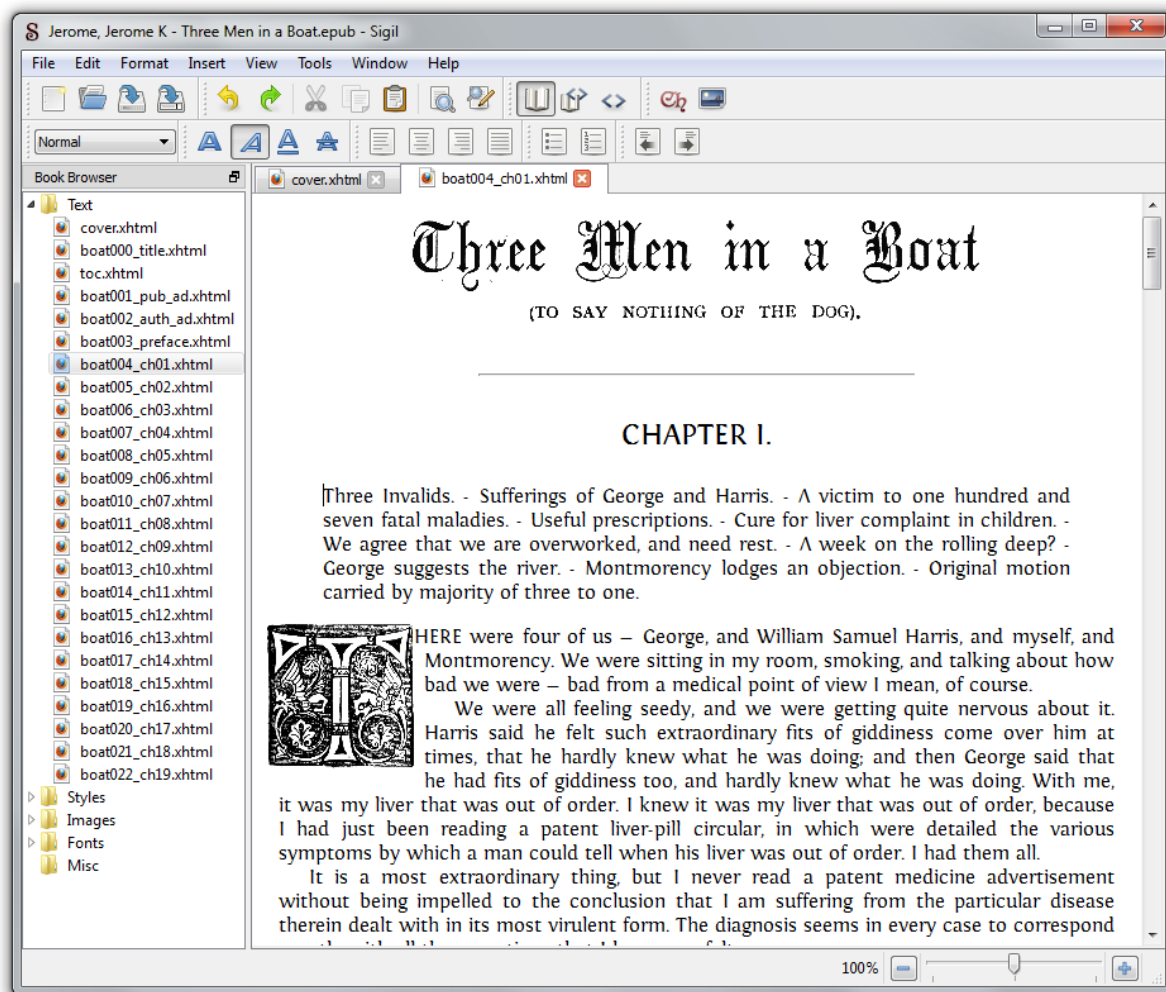 Jerome, Jerome K - Three Men in a Boat.epub - Sigil
File Edit Format Insert View Tools Window Help
Normal
Book Browser
cover.xhtml
boat004_ch01.xhtml
Text
cover.xhtml
boat000_title.xhtml
toc.xhtml
boat001_pub_ad.xhtml
boat002_auth_ad.xhtml
boat003_preface.xhtml
boat004_ch01.xhtml
boat005_ch02.xhtml
boat006_ch03.xhtml
boat007_ch04.xhtml
boat008_ch05.xhtml
boat009_ch06.xhtml
boat010_ch07.xhtml
boat011_ch08.xhtml
boat012_ch09.xhtml
boat013_ch10.xhtml
boat014_ch11.xhtml
boat015_ch12.xhtml
boat016_ch13.xhtml
boat017_ch14.xhtml
boat018_ch15.xhtml
boat019_ch16.xhtml
boat020_ch17.xhtml
boat021_ch18.xhtml
boat022_ch19.xhtml
Styles
Images
Fonts
Misc
Three Men in a Boat
(TO SAY NOTHING OF THE DOG).
CHAPTER I.
Three Invalids. - Sufferings of George and Harris. - A victim to one hundred and
seven fatal maladies. - Useful prescriptions. - Cure for liver complaint in children. -
We agree that we are overworked, and need rest. - A week on the rolling deep? -
George suggests the river. - Montmorency lodges an objection. - Original motion
carried by majority of three to one.
THERE were four of us – George, and William Samuel Harris, and myself, and
Montmorency. We were sitting in my room, smoking, and talking about how
bad we were – bad from a medical point of view I mean, of course.
We were all feeling seedy, and we were getting quite nervous about it.
Harris said he felt such extraordinary fits of giddiness come over him at
times, that he hardly knew what he was doing; and then George said that
he had fits of giddiness too, and hardly knew what he was doing. With me,
it was my liver that was out of order. I knew it was my liver that was out of order, because
I had just been reading a patent liver-pill circular, in which were detailed the various
symptoms by which a man could tell when his liver was out of order. I had them all.
It is a most extraordinary thing, but I never read a patent medicine advertisement
without being impelled to the conclusion that I am suffering from the particular disease
therein dealt with in its most virulent form. The diagnosis seems in every case to correspond
100%